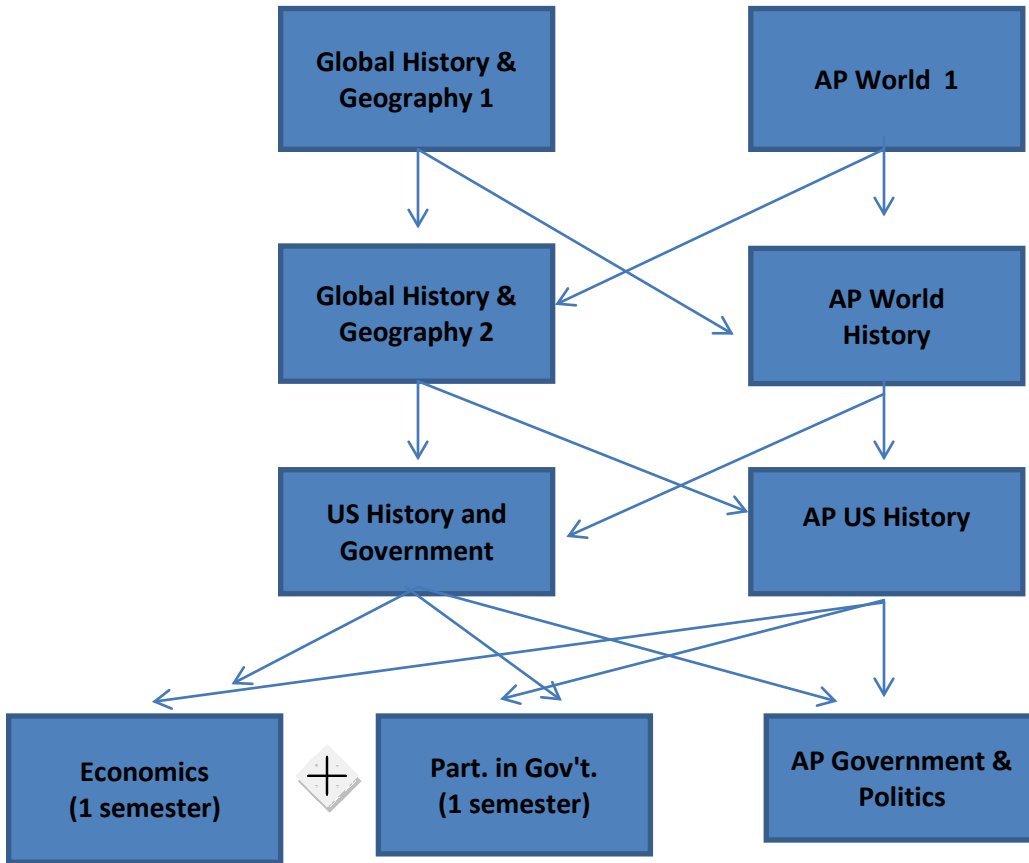 Global History &
Geography 1
AP World 1
Global History &
Geography 2
AP World
History
US History and
Government
AP US History
Economics
(1 semester)
Part. in Gov't.
(1 semester)
AP Government &
Politics